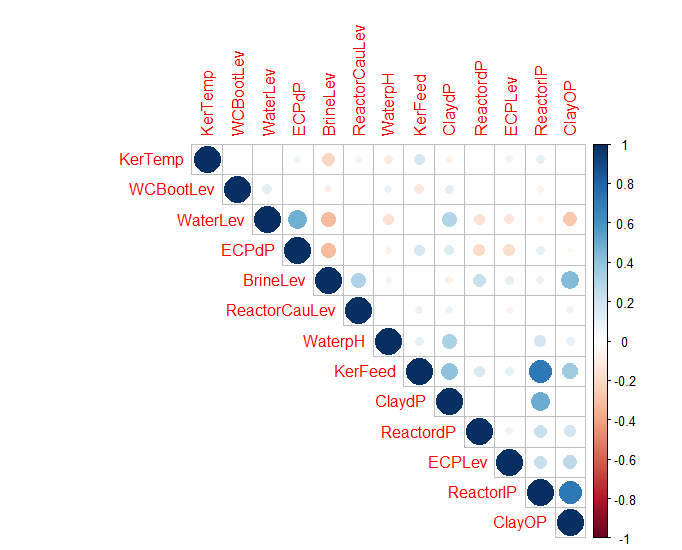 KerTemp
WCBootLev
WaterLev
ECPdP
BrineLev
ReactorCauLev
WaterpH
KerFeed
ClaydP
ReactordP
ECPLev
ReactorIP
ClayOP
KerTemp
WCBootLev
WaterLev
ECPdP
BrineLev
ReactorCauLev
WaterpH
KerFeed
ClaydP
ReactordP
ECPLev
ReactorIP
ClayOP
1
0.8
0.6
0.4
0.2
0
-0.2
-0.4
-0.6
-0.8
-1